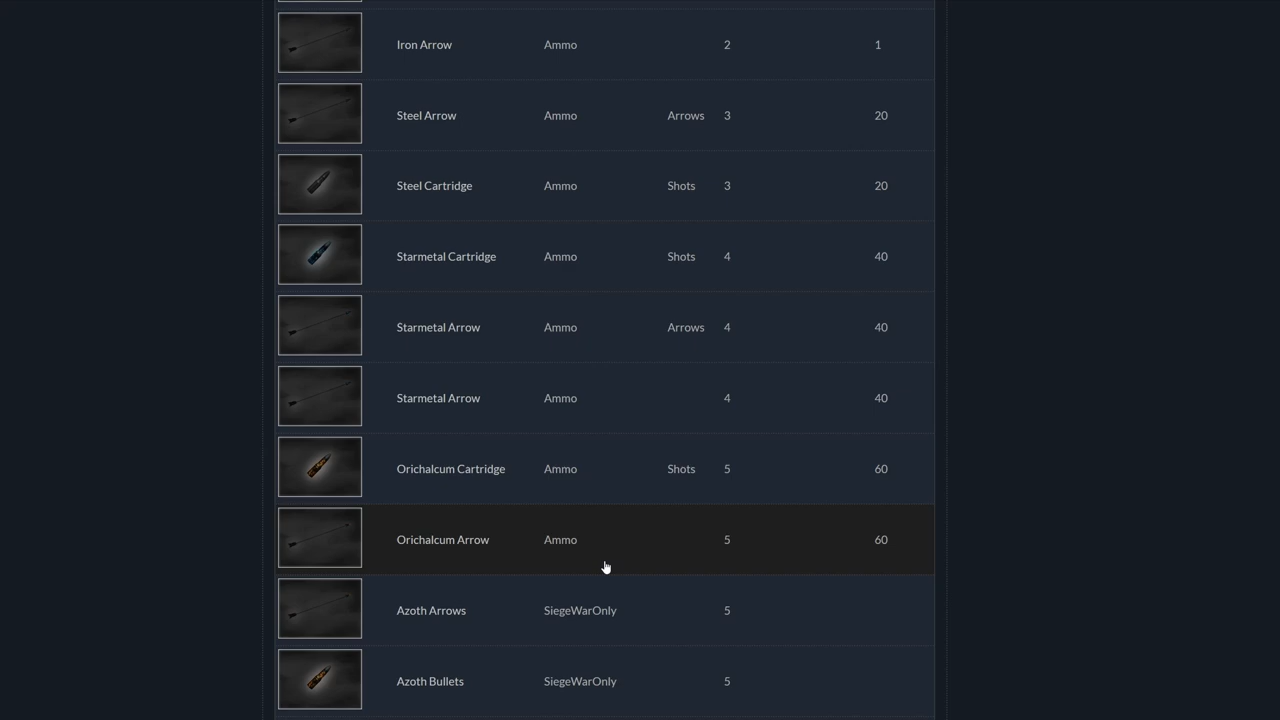 Iron Arrow Ammo 2 1
Steel Arrow Ammo Arrows 3 20
Steel Cartridge Ammo Shots 3 20
Starmetal Cartridge Ammo Shots 4 40
Starmetal Arrow Ammo Arrows 4 40
Starmetal Arrow Ammo 4 40
Orichalcum Cartridge Ammo Shots 5 60
Orichalcum Arrow Ammo 5 60
Azoth Arrows SiegeWarOnly 5
Azoth Bullets SiegeWarOnly 5